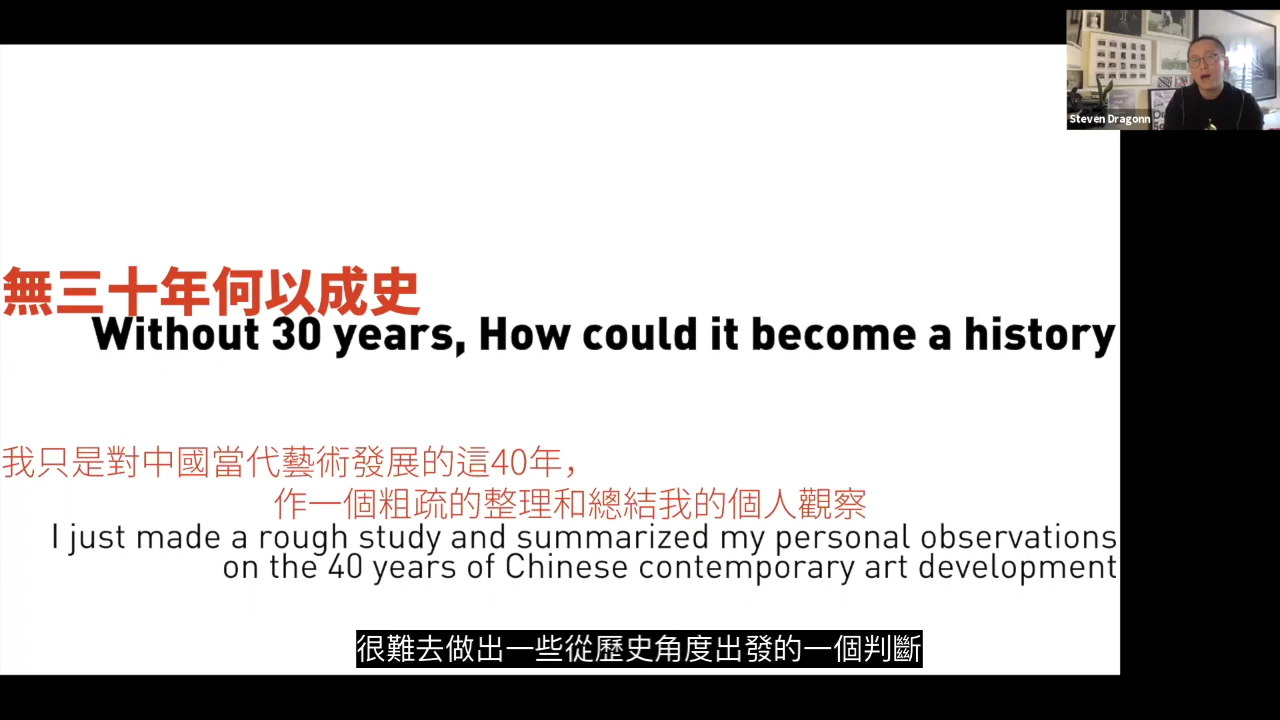 Steven Dragonn
無三十年何以成史
Without 30 years, How could it become a history
我只是對中國當代藝術發展的這40年，
作一個粗疏的整理和總結我的個人觀察
I just made a rough study and summarized my personal observations
on the 40 years of Chinese contemporary art development
很難去做出一些從歷史角度出發的一個判斷